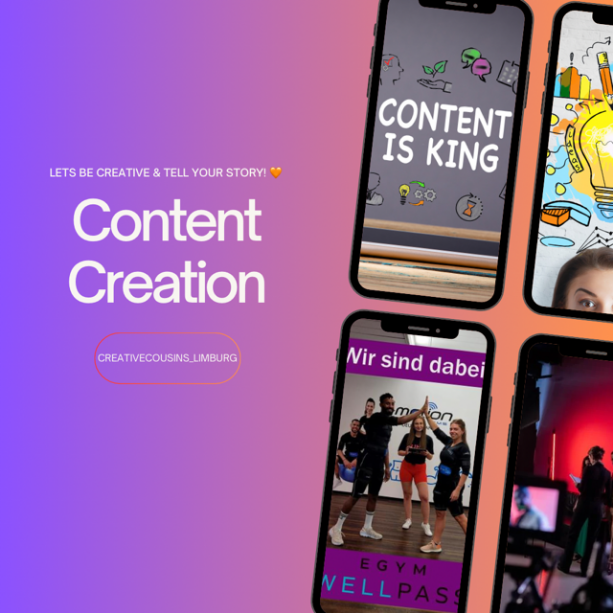 LETS BE CREATIVE & TELL YOUR STORY! 🧡
Content
Creation
CREATIVECOUSINS_LIMBURG
CONTENT
IS KING
Wir sind dabei
EGYM
WELLPASS